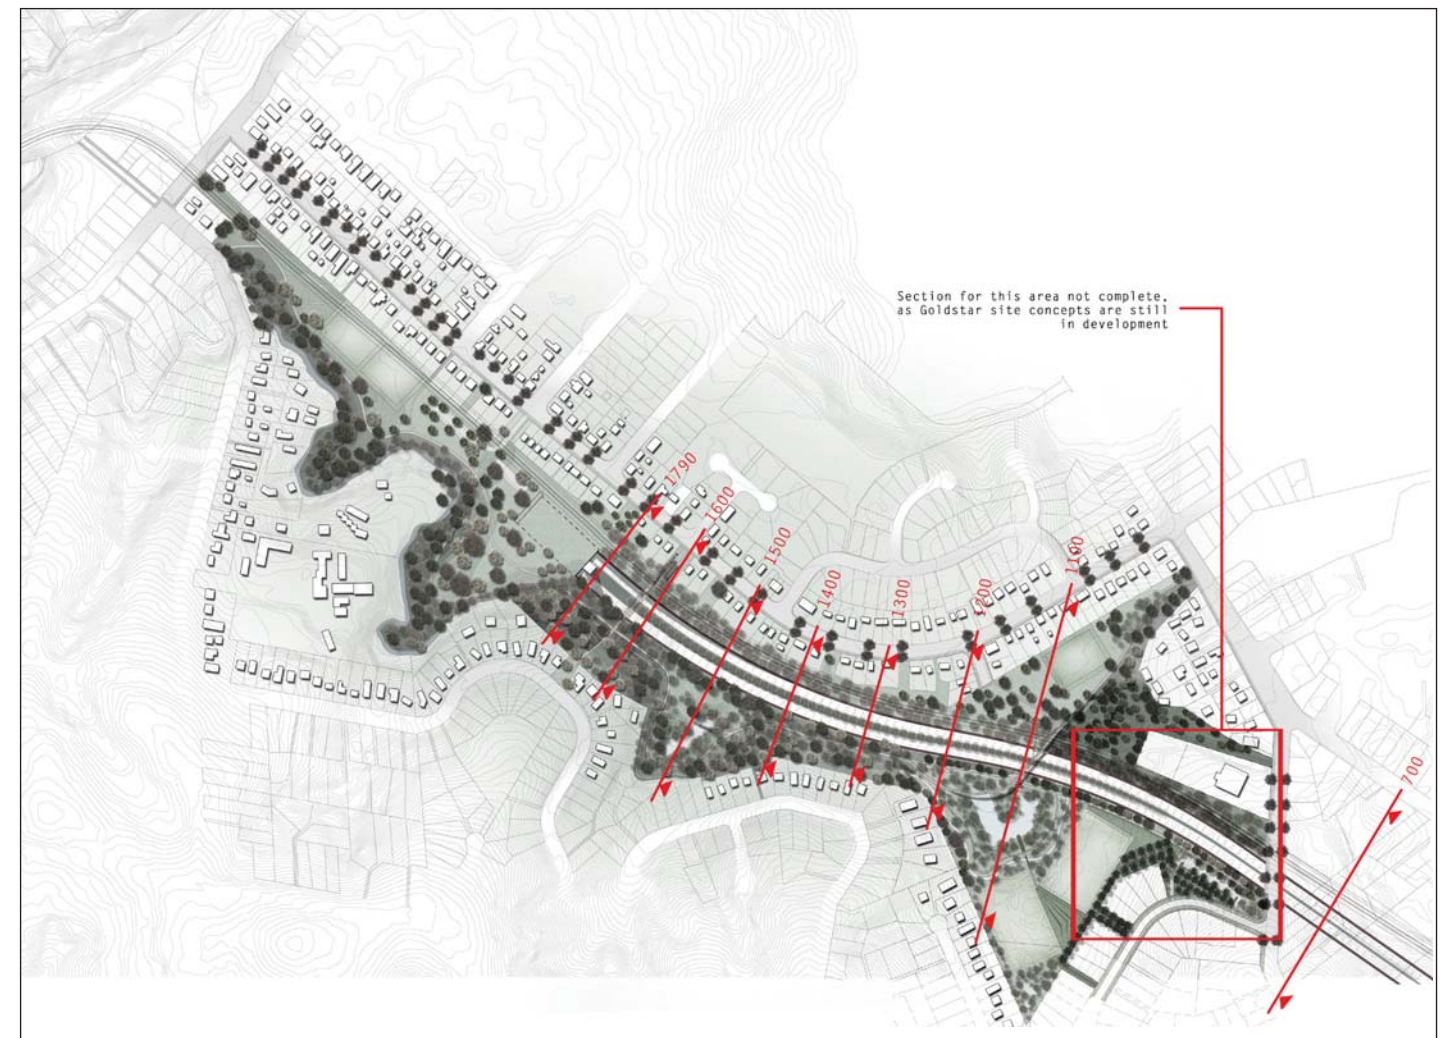 Section for this area not complete,
as Goldstar site concepts are still
in development
1790
1600
1500
1400
1300
1200
1100
700